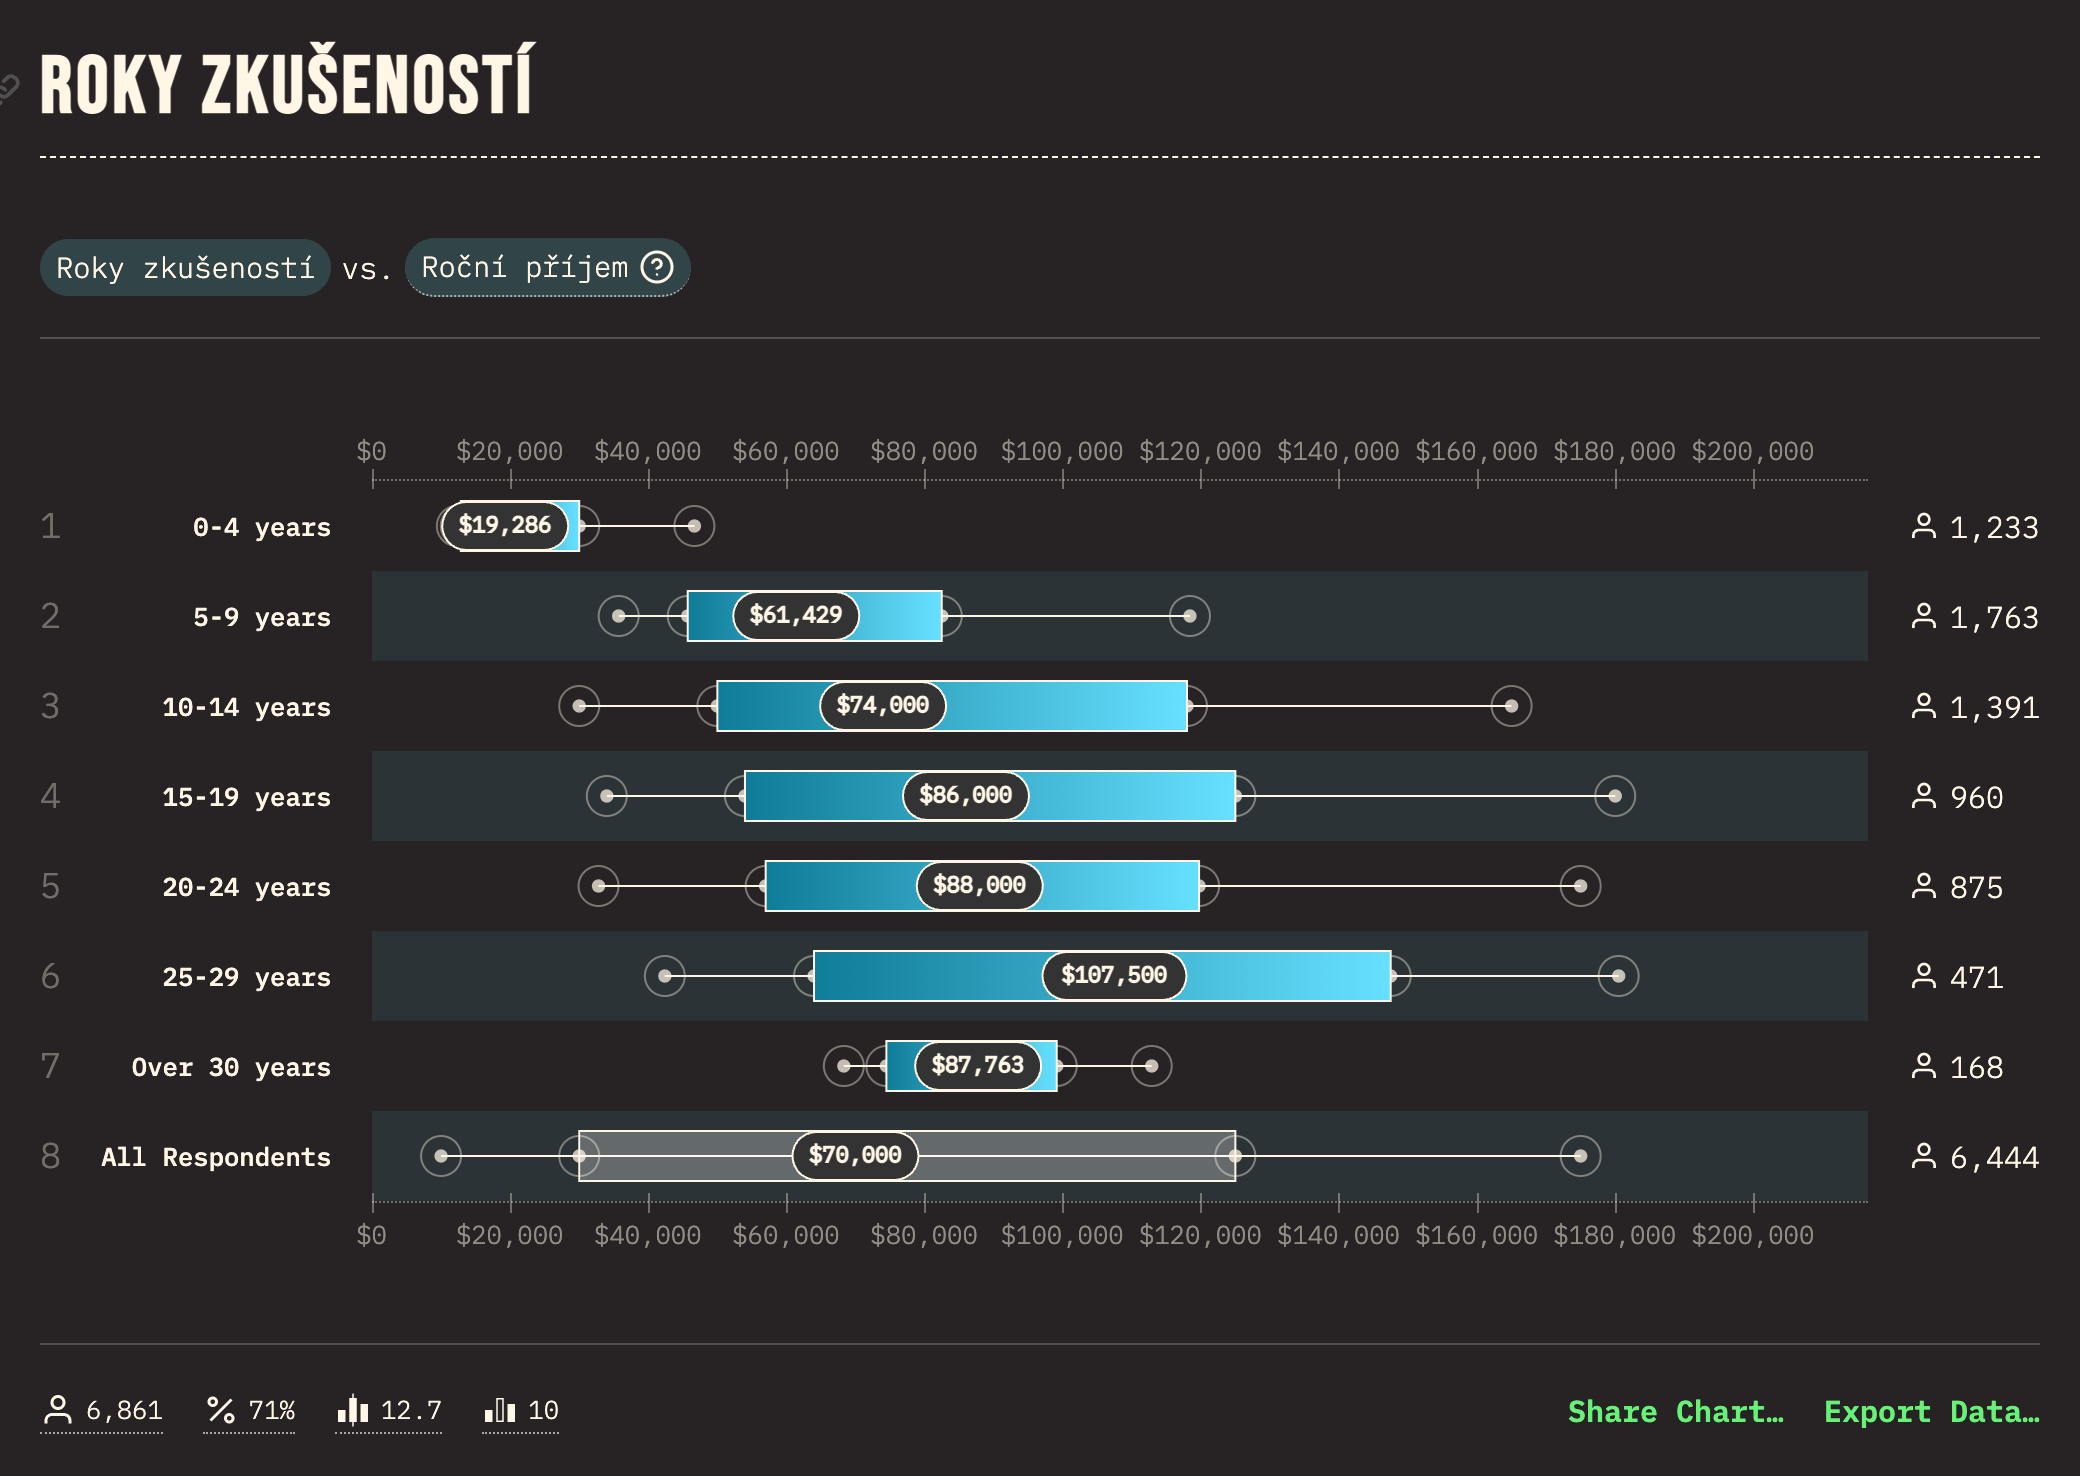 ROKY ZKUŠENOSTÍ
Roky zkušeností vs. Roční příjem ?
$0 $20,000 $40,000 $60,000 $80,000 $100,000 $120,000 $140,000 $160,000 $180,000 $200,000
1 0-4 years $19,286 1,233
2 5-9 years $61,429 1,763
3 10-14 years $74,000 1,391
4 15-19 years $86,000 960
5 20-24 years $88,000 875
6 25-29 years $107,500 471
7 Over 30 years $87,763 168
8 All Respondents $70,000 6,444
$0 $20,000 $40,000 $60,000 $80,000 $100,000 $120,000 $140,000 $160,000 $180,000 $200,000
6,861 71% 12.7 10 Share Chart… Export Data…